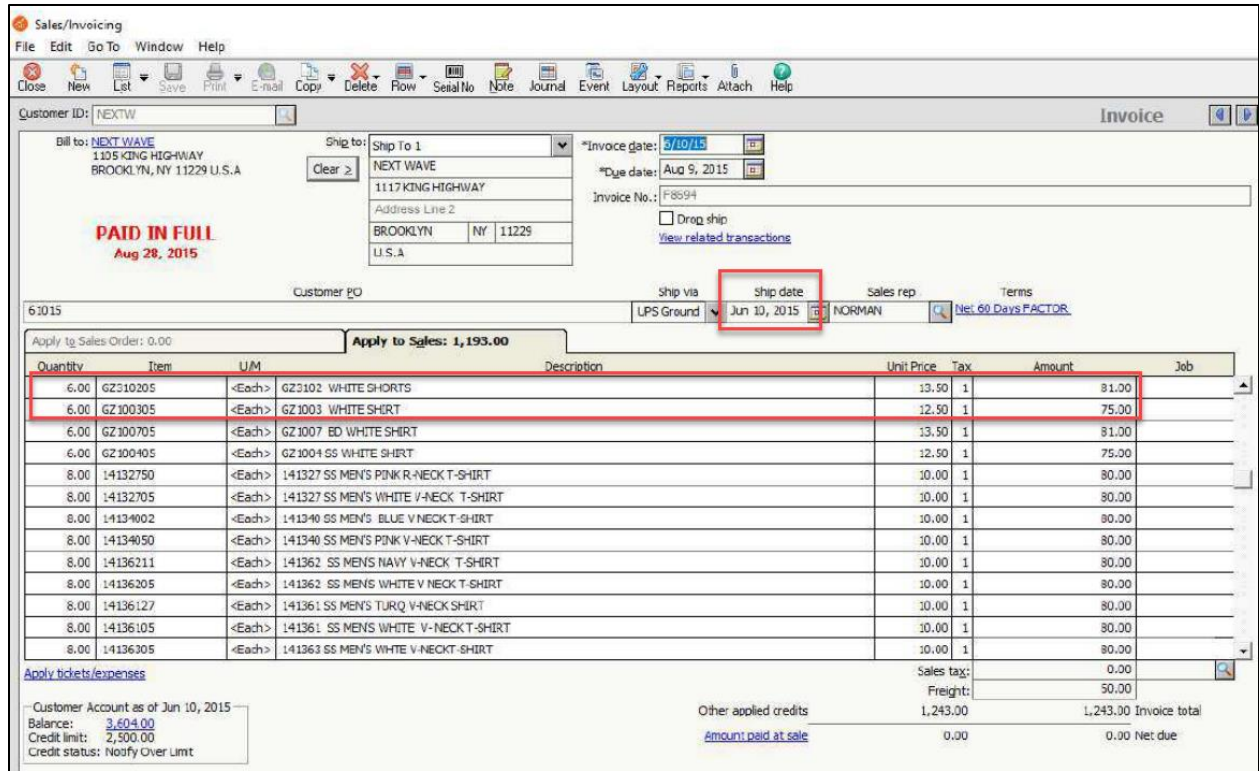 Sales/Invoicing
File Edit Go To Window Help
Close New List Save Print E-mail Copy Delete Row Serial No Note Journal Event Layout Reports Attach Help
Customer ID: NEXTW Invoice
Bill to: NEXT WAVE
1105 KING HIGHWAY
BROOKLYN, NY 11229 U.S.A
PAID IN FULL
Aug 28, 2015
Ship to: Ship To 1
Clear > NEXT WAVE
1117 KING HIGHWAY
Address Line 2
BROOKLYN NY 11229
U.S.A
*Invoice date: 6/10/15
*Due date: Aug 9, 2015
Invoice No.: F8594
Drop ship
View related transactions
Customer PO Ship via Ship date Sales rep Terms
61015 UPS Ground Jun 10, 2015 NORMAN Net 60 Days FACTOR
Apply to Sales Order: 0.00 Apply to Sales: 1,193.00
Quantity Item U/M Description Unit Price Tax Amount Job
6.00 GZ310205 <Each> GZ3102 WHITE SHORTS 13.50 1 81.00
6.00 GZ100305 <Each> GZ1003 WHITE SHIRT 12.50 1 75.00
6.00 GZ100705 <Each> GZ1007 BD WHITE SHIRT 13.50 1 81.00
6.00 GZ100405 <Each> GZ1004 SS WHITE SHIRT 12.50 1 75.00
8.00 14132750 <Each> 141327 SS MEN'S PINK R-NECK T-SHIRT 10.00 1 80.00
8.00 14132705 <Each> 141327 SS MEN'S WHITE V-NECK T-SHIRT 10.00 1 80.00
8.00 14134002 <Each> 141340 SS MEN'S BLUE V NECK T-SHIRT 10.00 1 80.00
8.00 14134050 <Each> 141340 SS MEN'S PINK V-NECK T-SHIRT 10.00 1 80.00
8.00 14136211 <Each> 141362 SS MEN'S NAVY V-NECK T-SHIRT 10.00 1 80.00
8.00 14136205 <Each> 141362 SS MEN'S WHITE V NECK T-SHIRT 10.00 1 80.00
8.00 14136127 <Each> 141361 SS MEN'S TURQ V-NECK SHIRT 10.00 1 80.00
8.00 14136105 <Each> 141361 SS MEN'S WHITE V-NECK T-SHIRT 10.00 1 80.00
8.00 14136305 <Each> 141363 SS MEN'S WHTE V-NECKT-SHIRT 10.00 1 80.00
Apply tickets/expenses Sales tax: 0.00
Freight: 50.00
Customer Account as of Jun 10, 2015 Other applied credits 1,243.00 1,243.00 Invoice total
Balance: 3,604.00
Credit limit: 2,500.00 Amount paid at sale 0.00 0.00 Net due
Credit status: Notify Over Limit